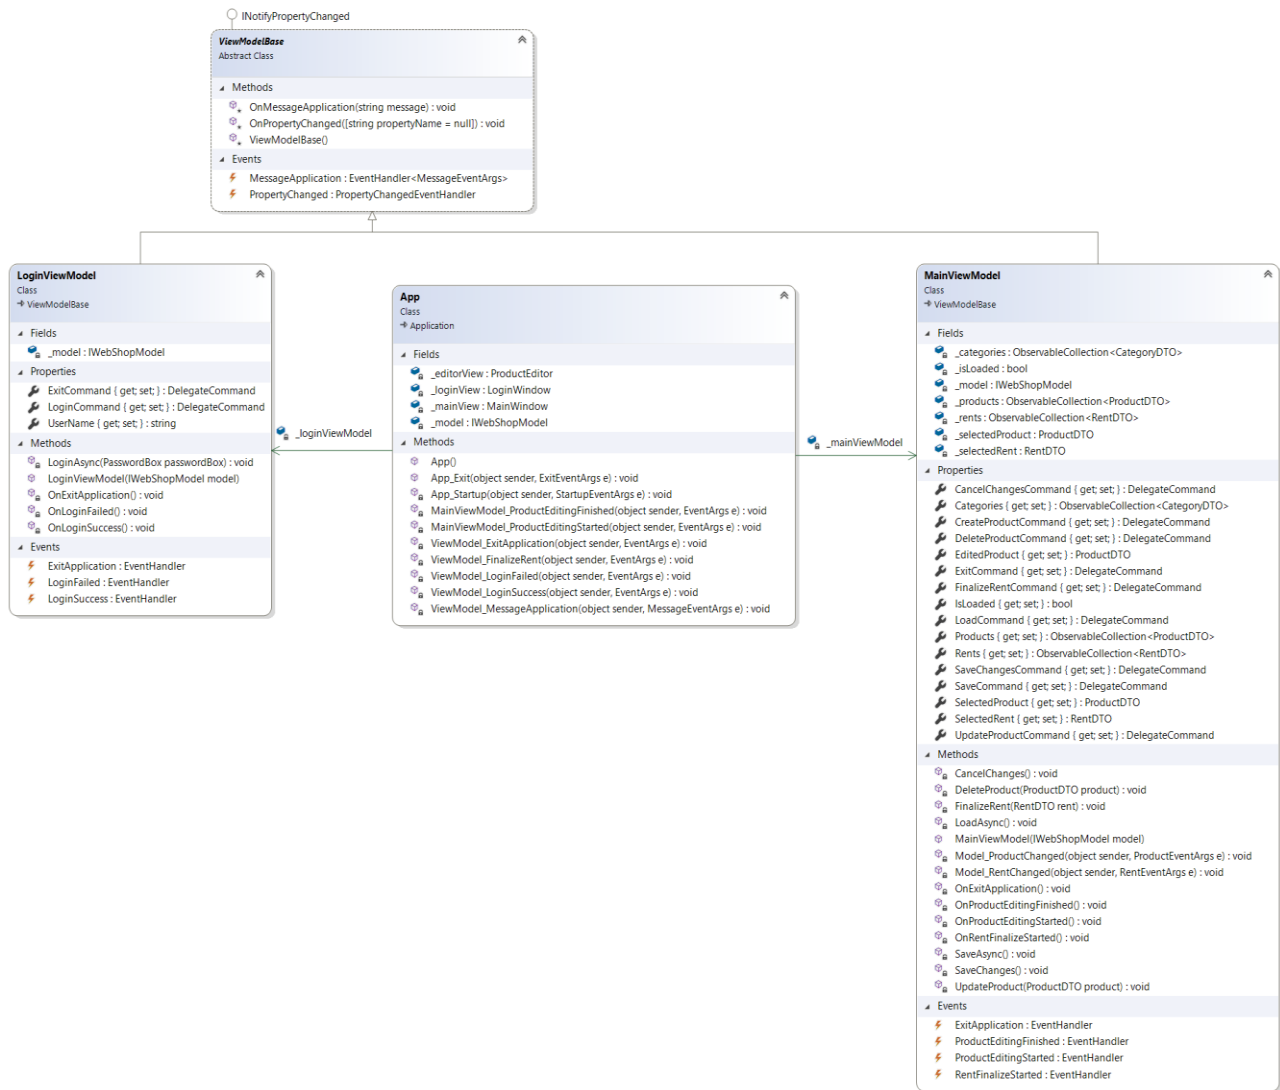 INotifyPropertyChanged
ViewModelBase
Abstract Class
Methods
OnMessageApplication(string message) : void
OnPropertyChanged([string propertyName = null]) : void
ViewModelBase()
Events
MessageApplication : EventHandler<MessageEventArgs>
PropertyChanged : PropertyChangedEventHandler
LoginViewModel
Class
ViewModelBase
Fields
_model : IWebShopModel
Properties
ExitCommand { get; set; } : DelegateCommand
LoginCommand { get; set; } : DelegateCommand
UserName { get; set; } : string
Methods
LoginAsync(PasswordBox passwordBox) : void
LoginViewModel(IWebShopModel model)
OnExitApplication() : void
OnLoginFailed() : void
OnLoginSuccess() : void
Events
ExitApplication : EventHandler
LoginFailed : EventHandler
LoginSuccess : EventHandler
_loginViewModel
App
Class
Application
Fields
_editorView : ProductEditor
_loginView : LoginWindow
_mainView : MainWindow
_model : IWebShopModel
Methods
App()
App_Exit(object sender, ExitEventArgs e) : void
App_Startup(object sender, StartupEventArgs e) : void
MainViewModel_ProductEditingFinished(object sender, EventArgs e) : void
MainViewModel_ProductEditingStarted(object sender, EventArgs e) : void
ViewModel_ExitApplication(object sender, EventArgs e) : void
ViewModel_FinalizeRent(object sender, EventArgs e) : void
ViewModel_LoginFailed(object sender, EventArgs e) : void
ViewModel_LoginSuccess(object sender, EventArgs e) : void
ViewModel_MessageApplication(object sender, MessageEventArgs e) : void
_mainViewModel
MainViewModel
Class
ViewModelBase
Fields
_categories : ObservableCollection<CategoryDTO>
_isLoaded : bool
_model : IWebShopModel
_products : ObservableCollection<ProductDTO>
_rents : ObservableCollection<RentDTO>
_selectedProduct : ProductDTO
_selectedRent : RentDTO
Properties
CancelChangesCommand { get; set; } : DelegateCommand
Categories { get; set; } : ObservableCollection<CategoryDTO>
CreateProductCommand { get; set; } : DelegateCommand
DeleteProductCommand { get; set; } : DelegateCommand
EditedProduct { get; set; } : ProductDTO
ExitCommand { get; set; } : DelegateCommand
FinalizeRentCommand { get; set; } : DelegateCommand
IsLoaded { get; set; } : bool
LoadCommand { get; set; } : DelegateCommand
Products { get; set; } : ObservableCollection<ProductDTO>
Rents { get; set; } : ObservableCollection<RentDTO>
SaveChangesCommand { get; set; } : DelegateCommand
SaveCommand { get; set; } : DelegateCommand
SelectedProduct { get; set; } : ProductDTO
SelectedRent { get; set; } : RentDTO
UpdateProductCommand { get; set; } : DelegateCommand
Methods
CancelChanges() : void
DeleteProduct(ProductDTO product) : void
FinalizeRent(RentDTO rent) : void
LoadAsync() : void
MainViewModel(IWebShopModel model)
Model_ProductChanged(object sender, ProductEventArgs e) : void
Model_RentChanged(object sender, RentEventArgs e) : void
OnExitApplication() : void
OnProductEditingFinished() : void
OnProductEditingStarted() : void
OnRentFinalizeStarted() : void
SaveAsync() : void
SaveChanges() : void
UpdateProduct(ProductDTO product) : void
Events
ExitApplication : EventHandler
ProductEditingFinished : EventHandler
ProductEditingStarted : EventHandler
RentFinalizeStarted : EventHandler